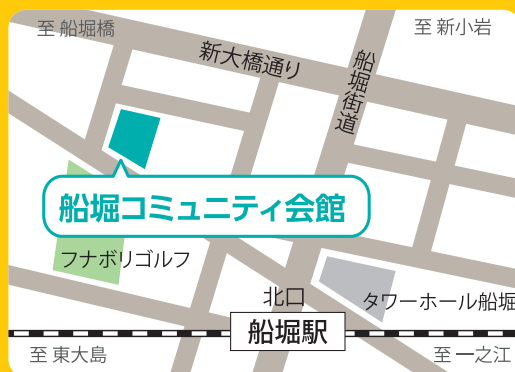 至 船堀橋
至 新小岩
新大橋通り
船堀街道
船堀コミュニティ会館
フナボリゴルフ
北口
タワーホール船堀
船堀駅
至 東大島
至 一之江